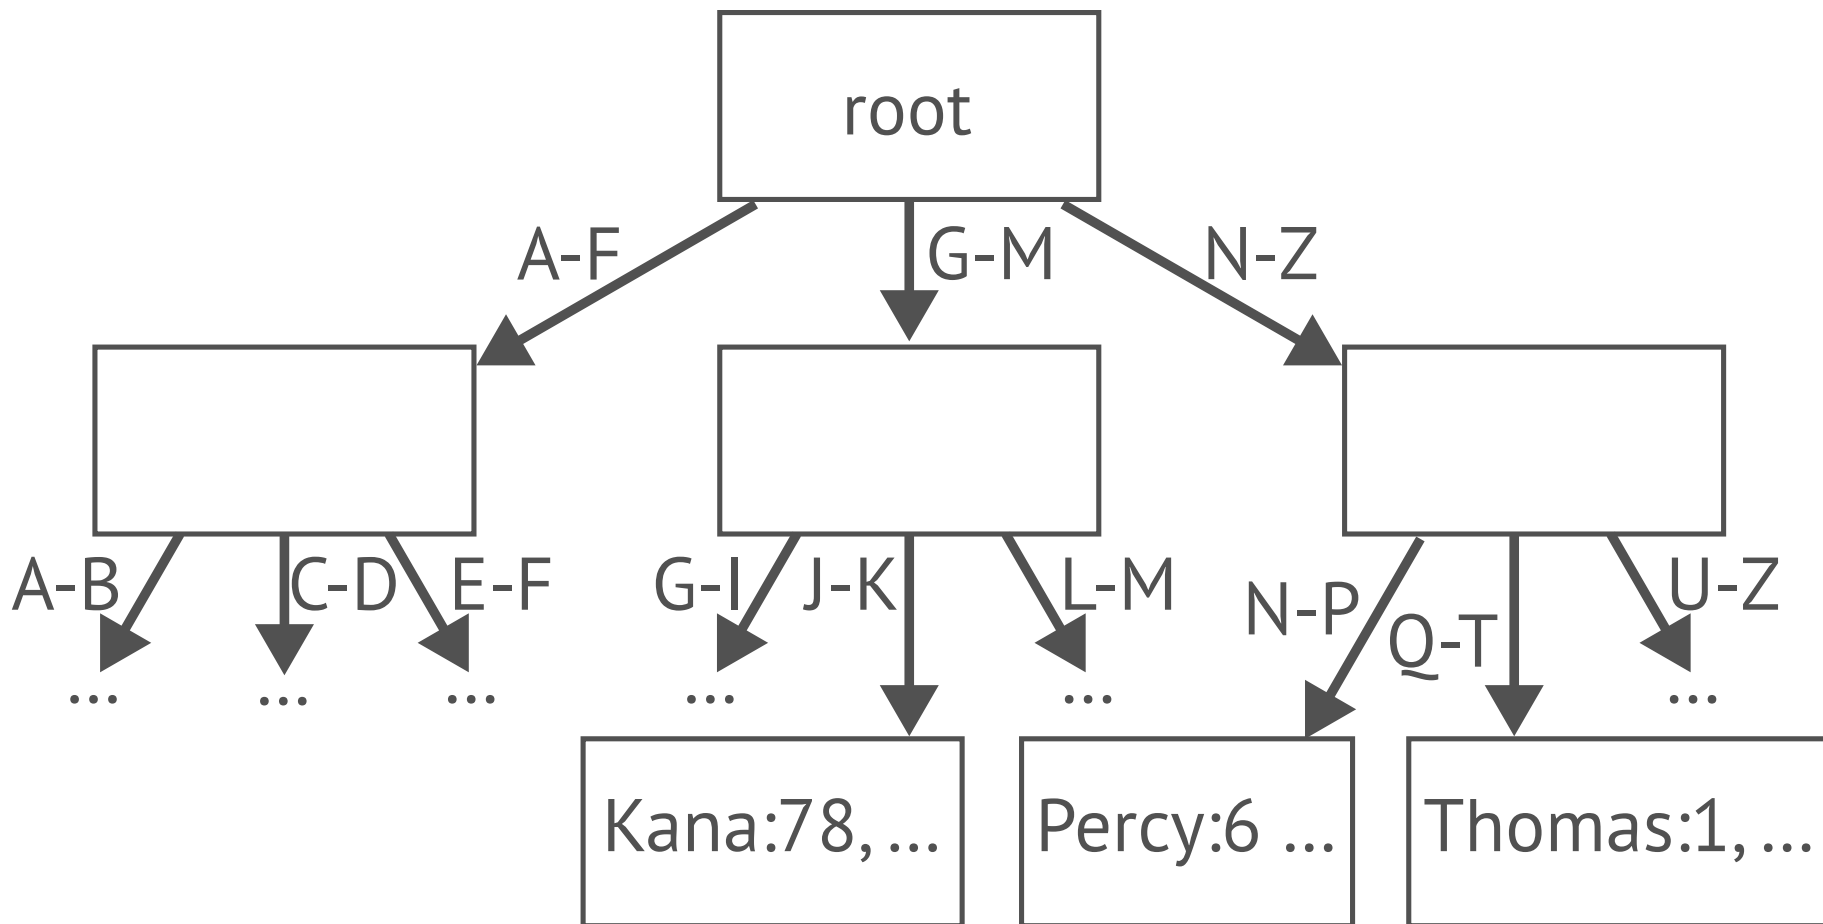 root
A-F
G-M
N-Z
A-B
C-D
E-F
G-I
J-K
L-M
N-P
Q-T
U-Z
...
...
...
...
...
...
Kana:78, ...
Percy:6 ...
Thomas:1, ...